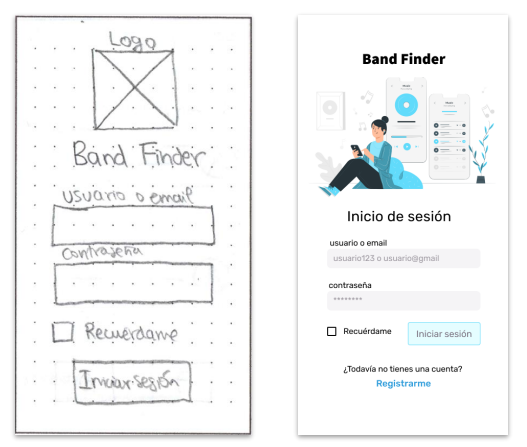 Logo
Band Finder
usuario o email
contraseña
Recuérdame
Iniciar sesión
Band Finder
Inicio de sesión
usuario o email
usuario123 o usuario@gmail
contraseña
********
Recuérdame
Iniciar sesión
¿Todavía no tienes una cuenta?
Registrarme